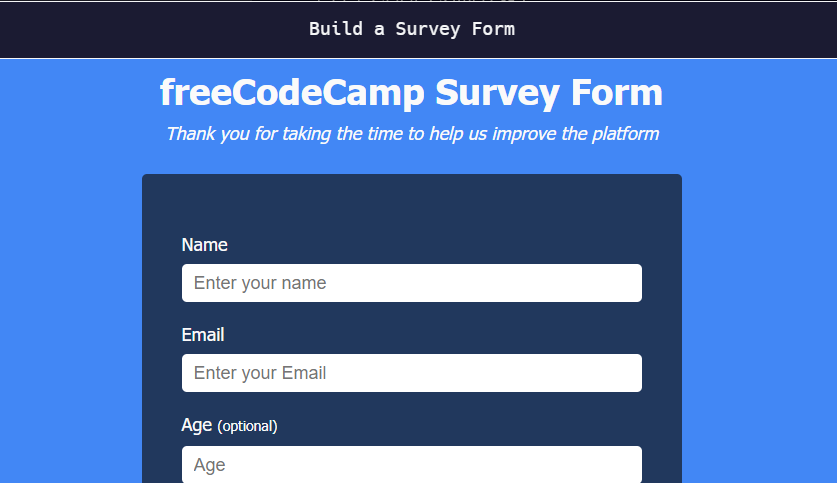 Build a Survey Form
freeCodeCamp Survey Form
Thank you for taking the time to help us improve the platform
Name
Enter your name
Email
Enter your Email
Age (optional)
Age